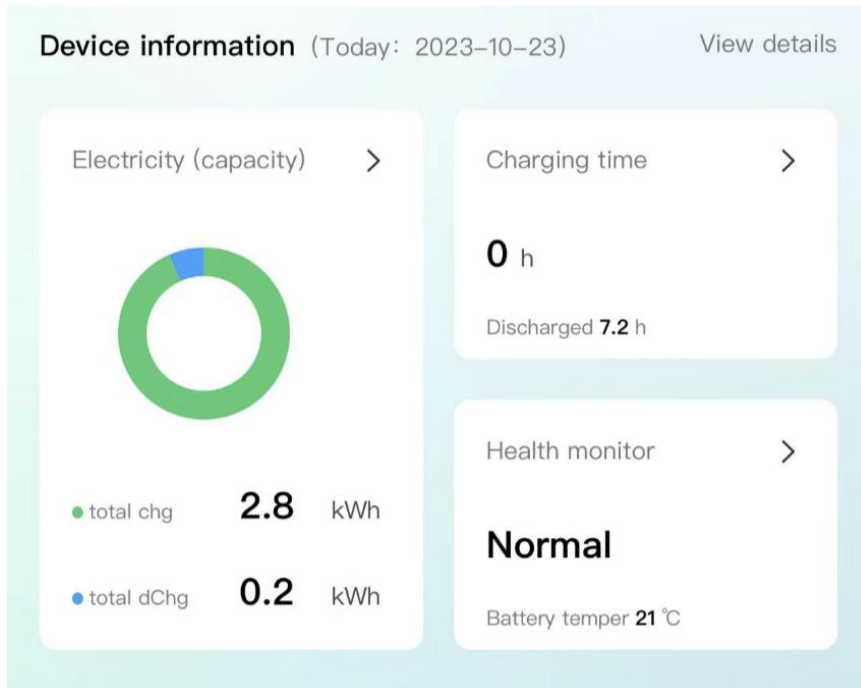 Device information (Today: 2023-10-23) View details
Electricity (capacity)
total chg 2.8 kWh
total dChg 0.2 kWh
Charging time
0 h
Discharged 7.2 h
Health monitor
Normal
Battery temper 21 ℃